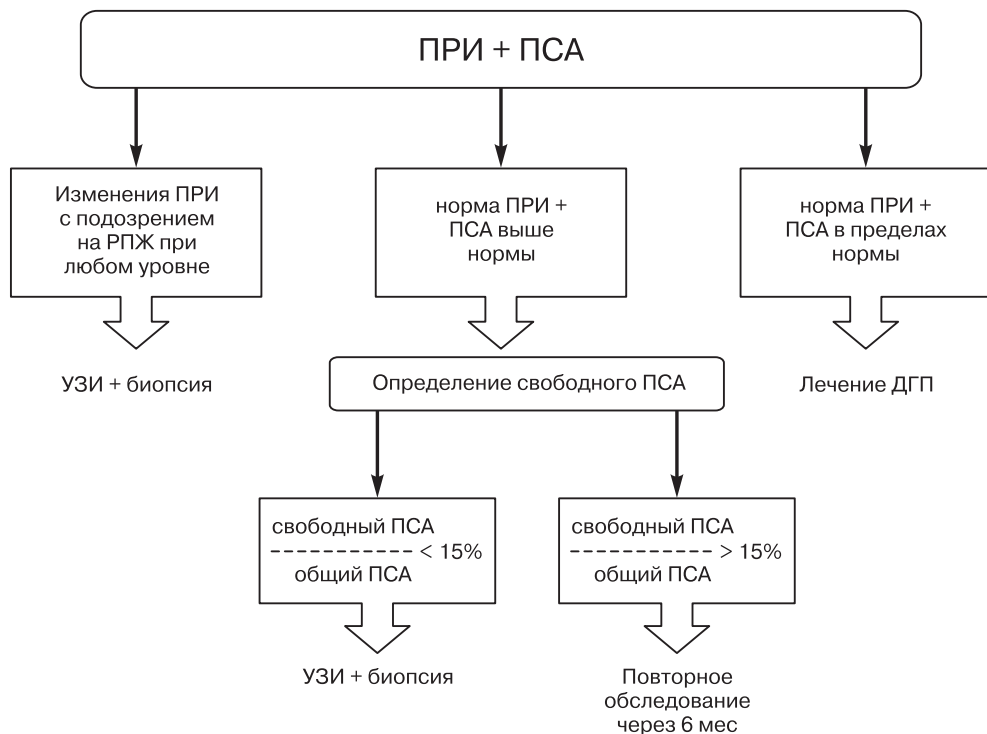 ПРИ + ПСА
Изменения ПРИ
с подозрением
на РПЖ при
любом уровне
норма ПРИ +
ПСА выше
нормы
норма ПРИ +
ПСА в пределах
нормы
УЗИ + биопсия
Определение свободного ПСА
Лечение ДГП
свободный ПСА
----------- < 15%
общий ПСА
свободный ПСА
----------- > 15%
общий ПСА
УЗИ + биопсия
Повторное
обследование
через 6 мес